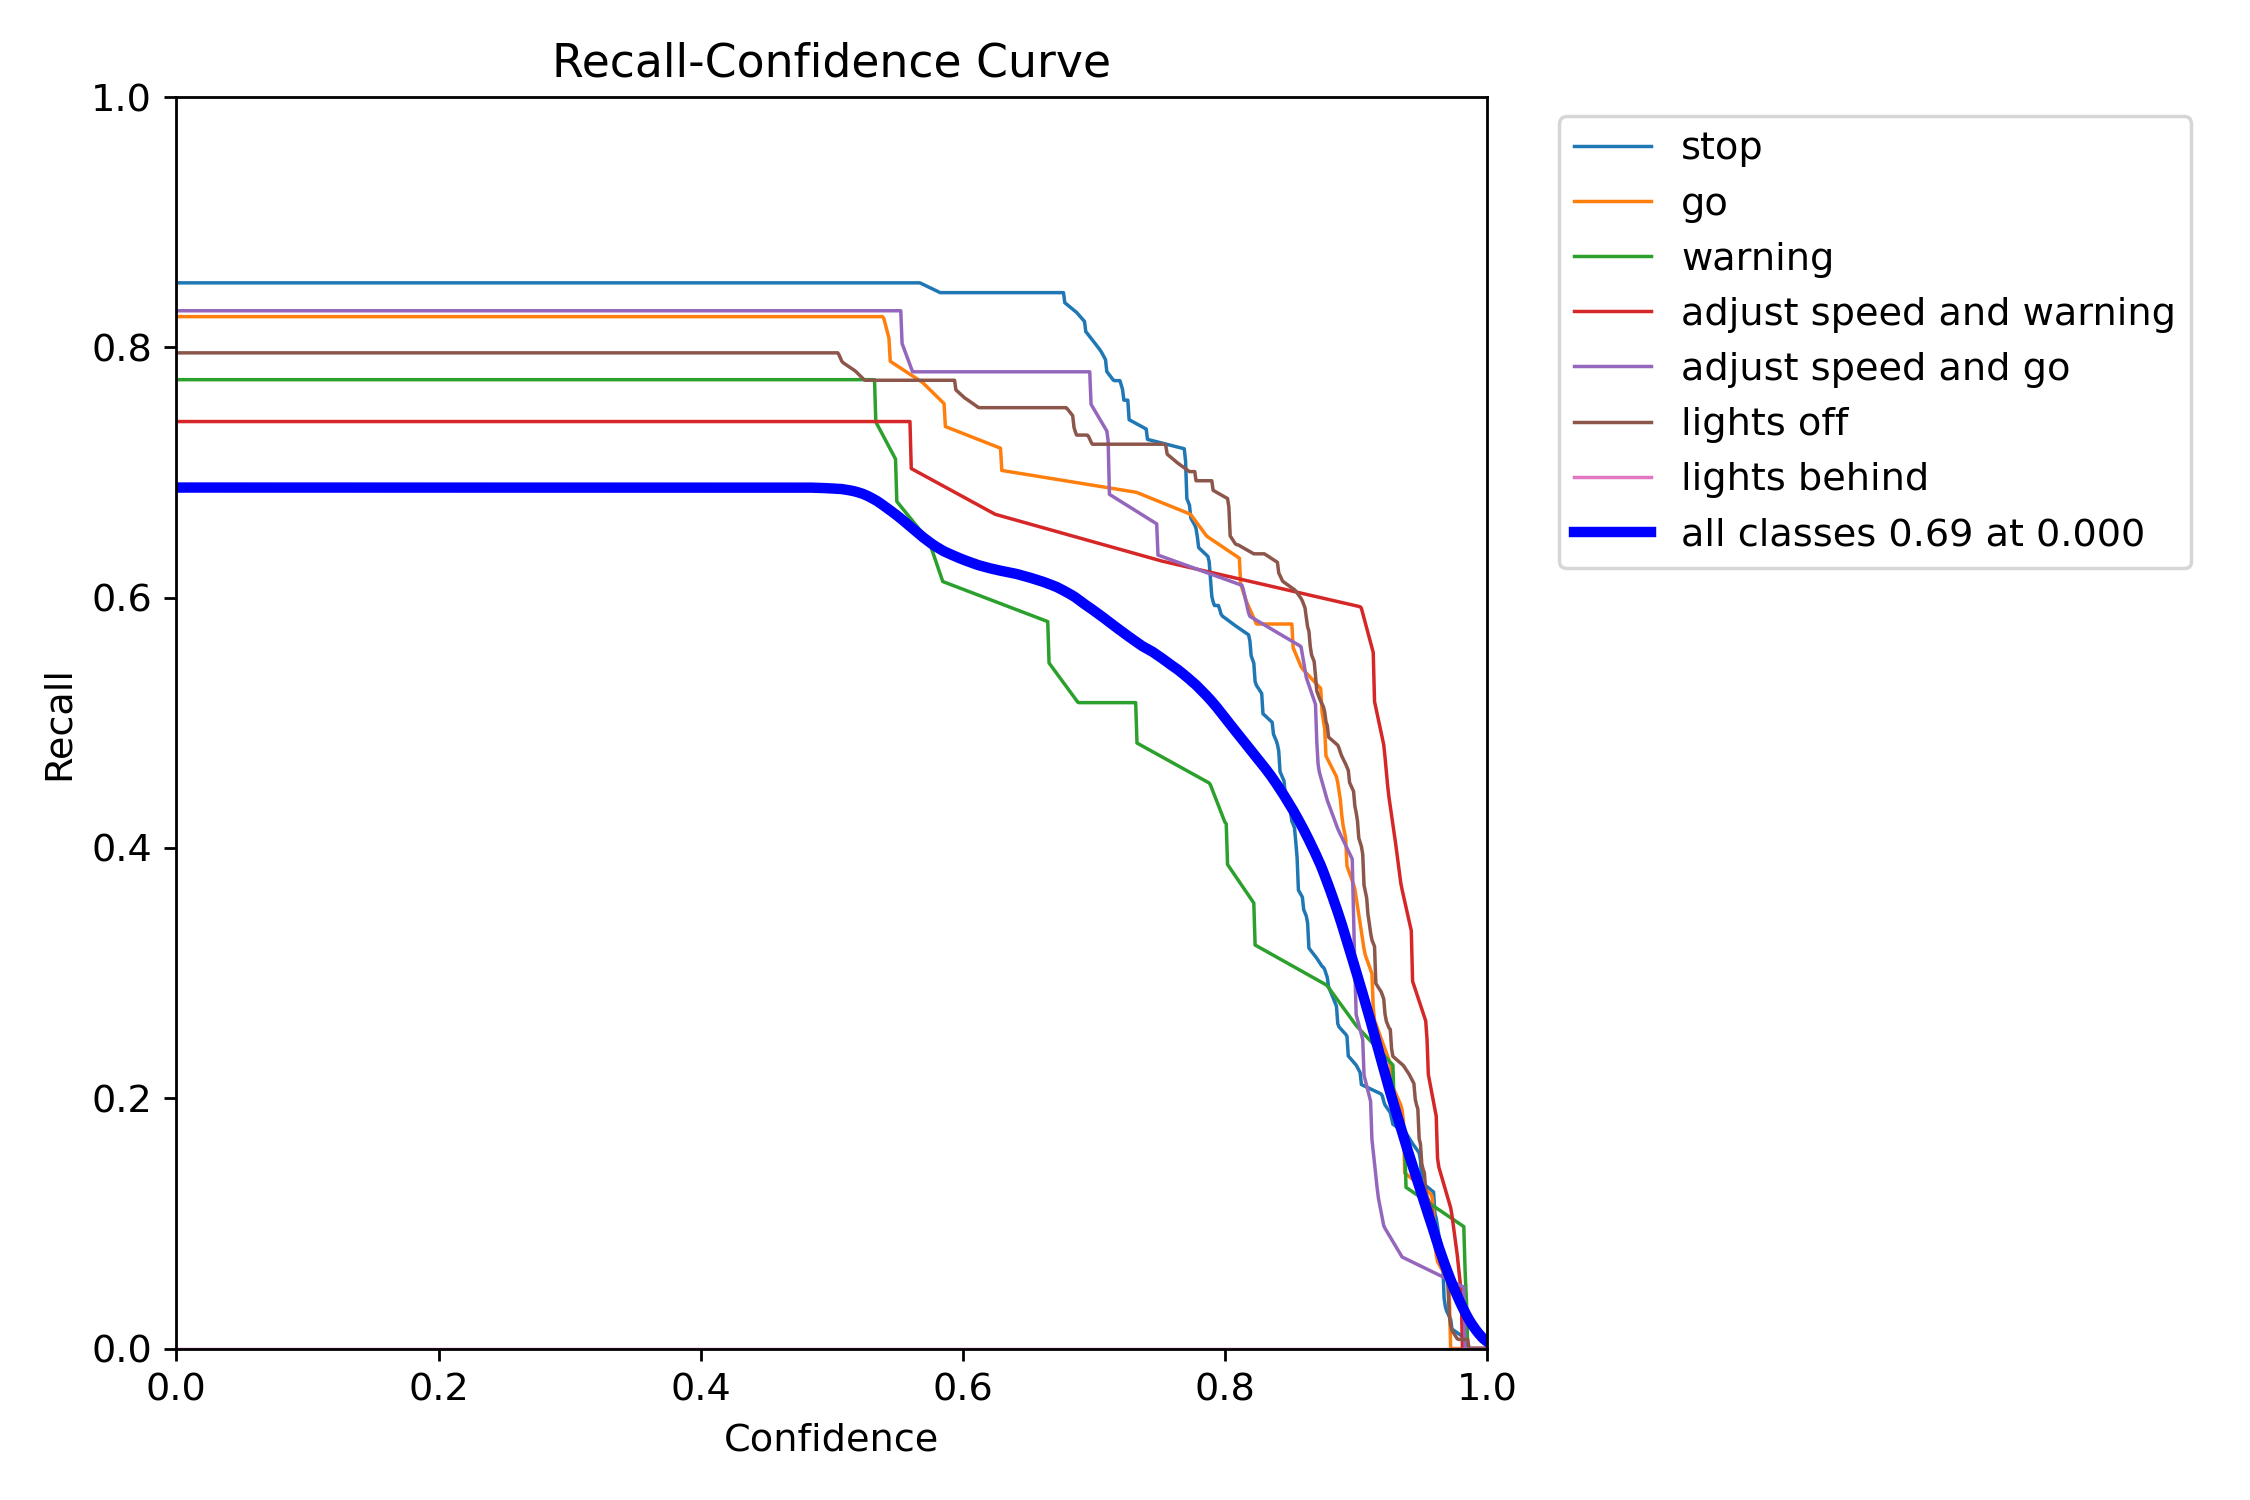 Recall-Confidence Curve
1.0
0.8
0.6
0.4
0.2
0.0
Recall
0.0 0.2 0.4 0.6 0.8 1.0
Confidence
stop
go
warning
adjust speed and warning
adjust speed and go
lights off
lights behind
all classes 0.69 at 0.000